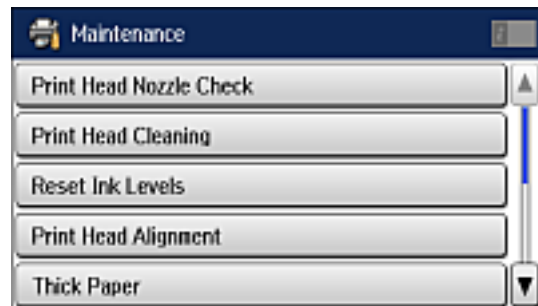 Maintenance
Print Head Nozzle Check
Print Head Cleaning
Reset Ink Levels
Print Head Alignment
Thick Paper